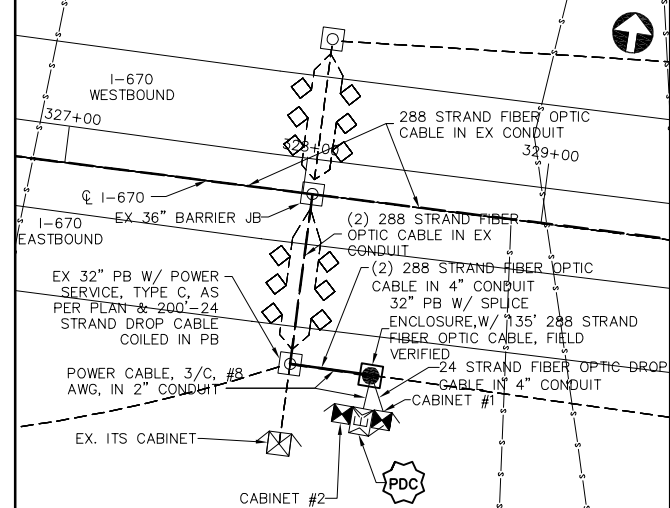 I-670
WESTBOUND
327+00
288 STRAND FIBER OPTIC
CABLE IN EX CONDUIT
328+00
329+00
℄ I-670
EX 36" BARRIER JB
I-670
EASTBOUND
(2) 288 STRAND FIBER
OPTIC CABLE IN EX
CONDUIT
EX 32" PB W/ POWER
SERVICE, TYPE C, AS
PER PLAN & 200'-24
STRAND DROP CABLE
COILED IN PB
(2) 288 STRAND FIBER OPTIC
CABLE IN 4" CONDUIT
32" PB W/ SPLICE
ENCLOSURE,W/ 135' 288 STRAND
FIBER OPTIC CABLE, FIELD
VERIFIED
POWER CABLE, 3/C, #8
AWG, IN 2" CONDUIT
24 STRAND FIBER OPTIC DROP
CABLE IN 4" CONDUIT
CABINET #1
EX. ITS CABINET
PDC
CABINET #2